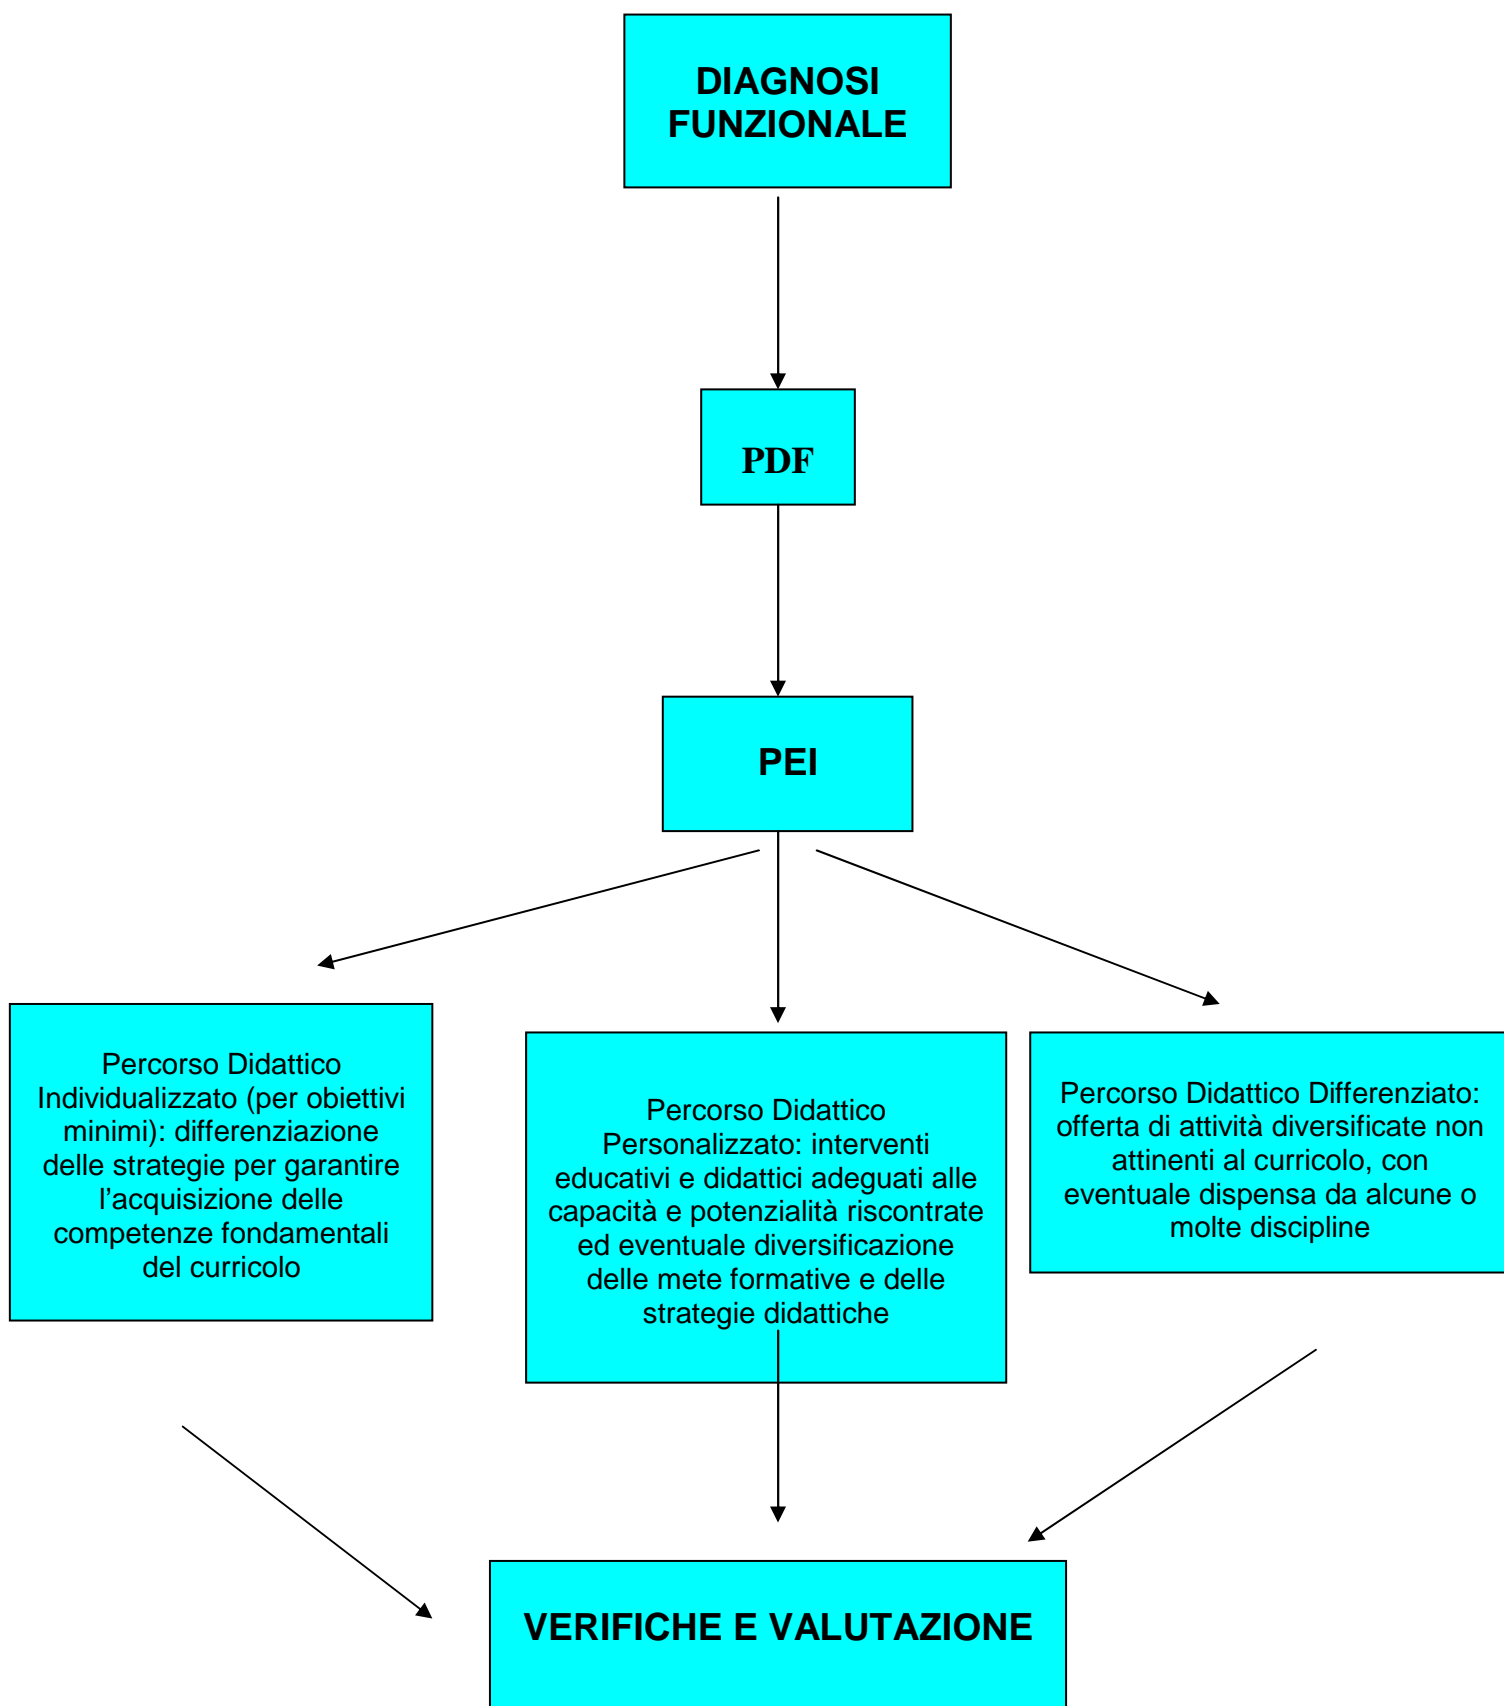 DIAGNOSI
FUNZIONALE
PDF
PEI
Percorso Didattico
Individualizzato (per obiettivi
minimi): differenziazione
delle strategie per garantire
l’acquisizione delle
competenze fondamentali
del curricolo
Percorso Didattico
Personalizzato: interventi
educativi e didattici adeguati alle
capacità e potenzialità riscontrate
ed eventuale diversificazione
delle mete formative e delle
strategie didattiche
Percorso Didattico Differenziato:
offerta di attività diversificate non
attinenti al curricolo, con
eventuale dispensa da alcune o
molte discipline
VERIFICHE E VALUTAZIONE